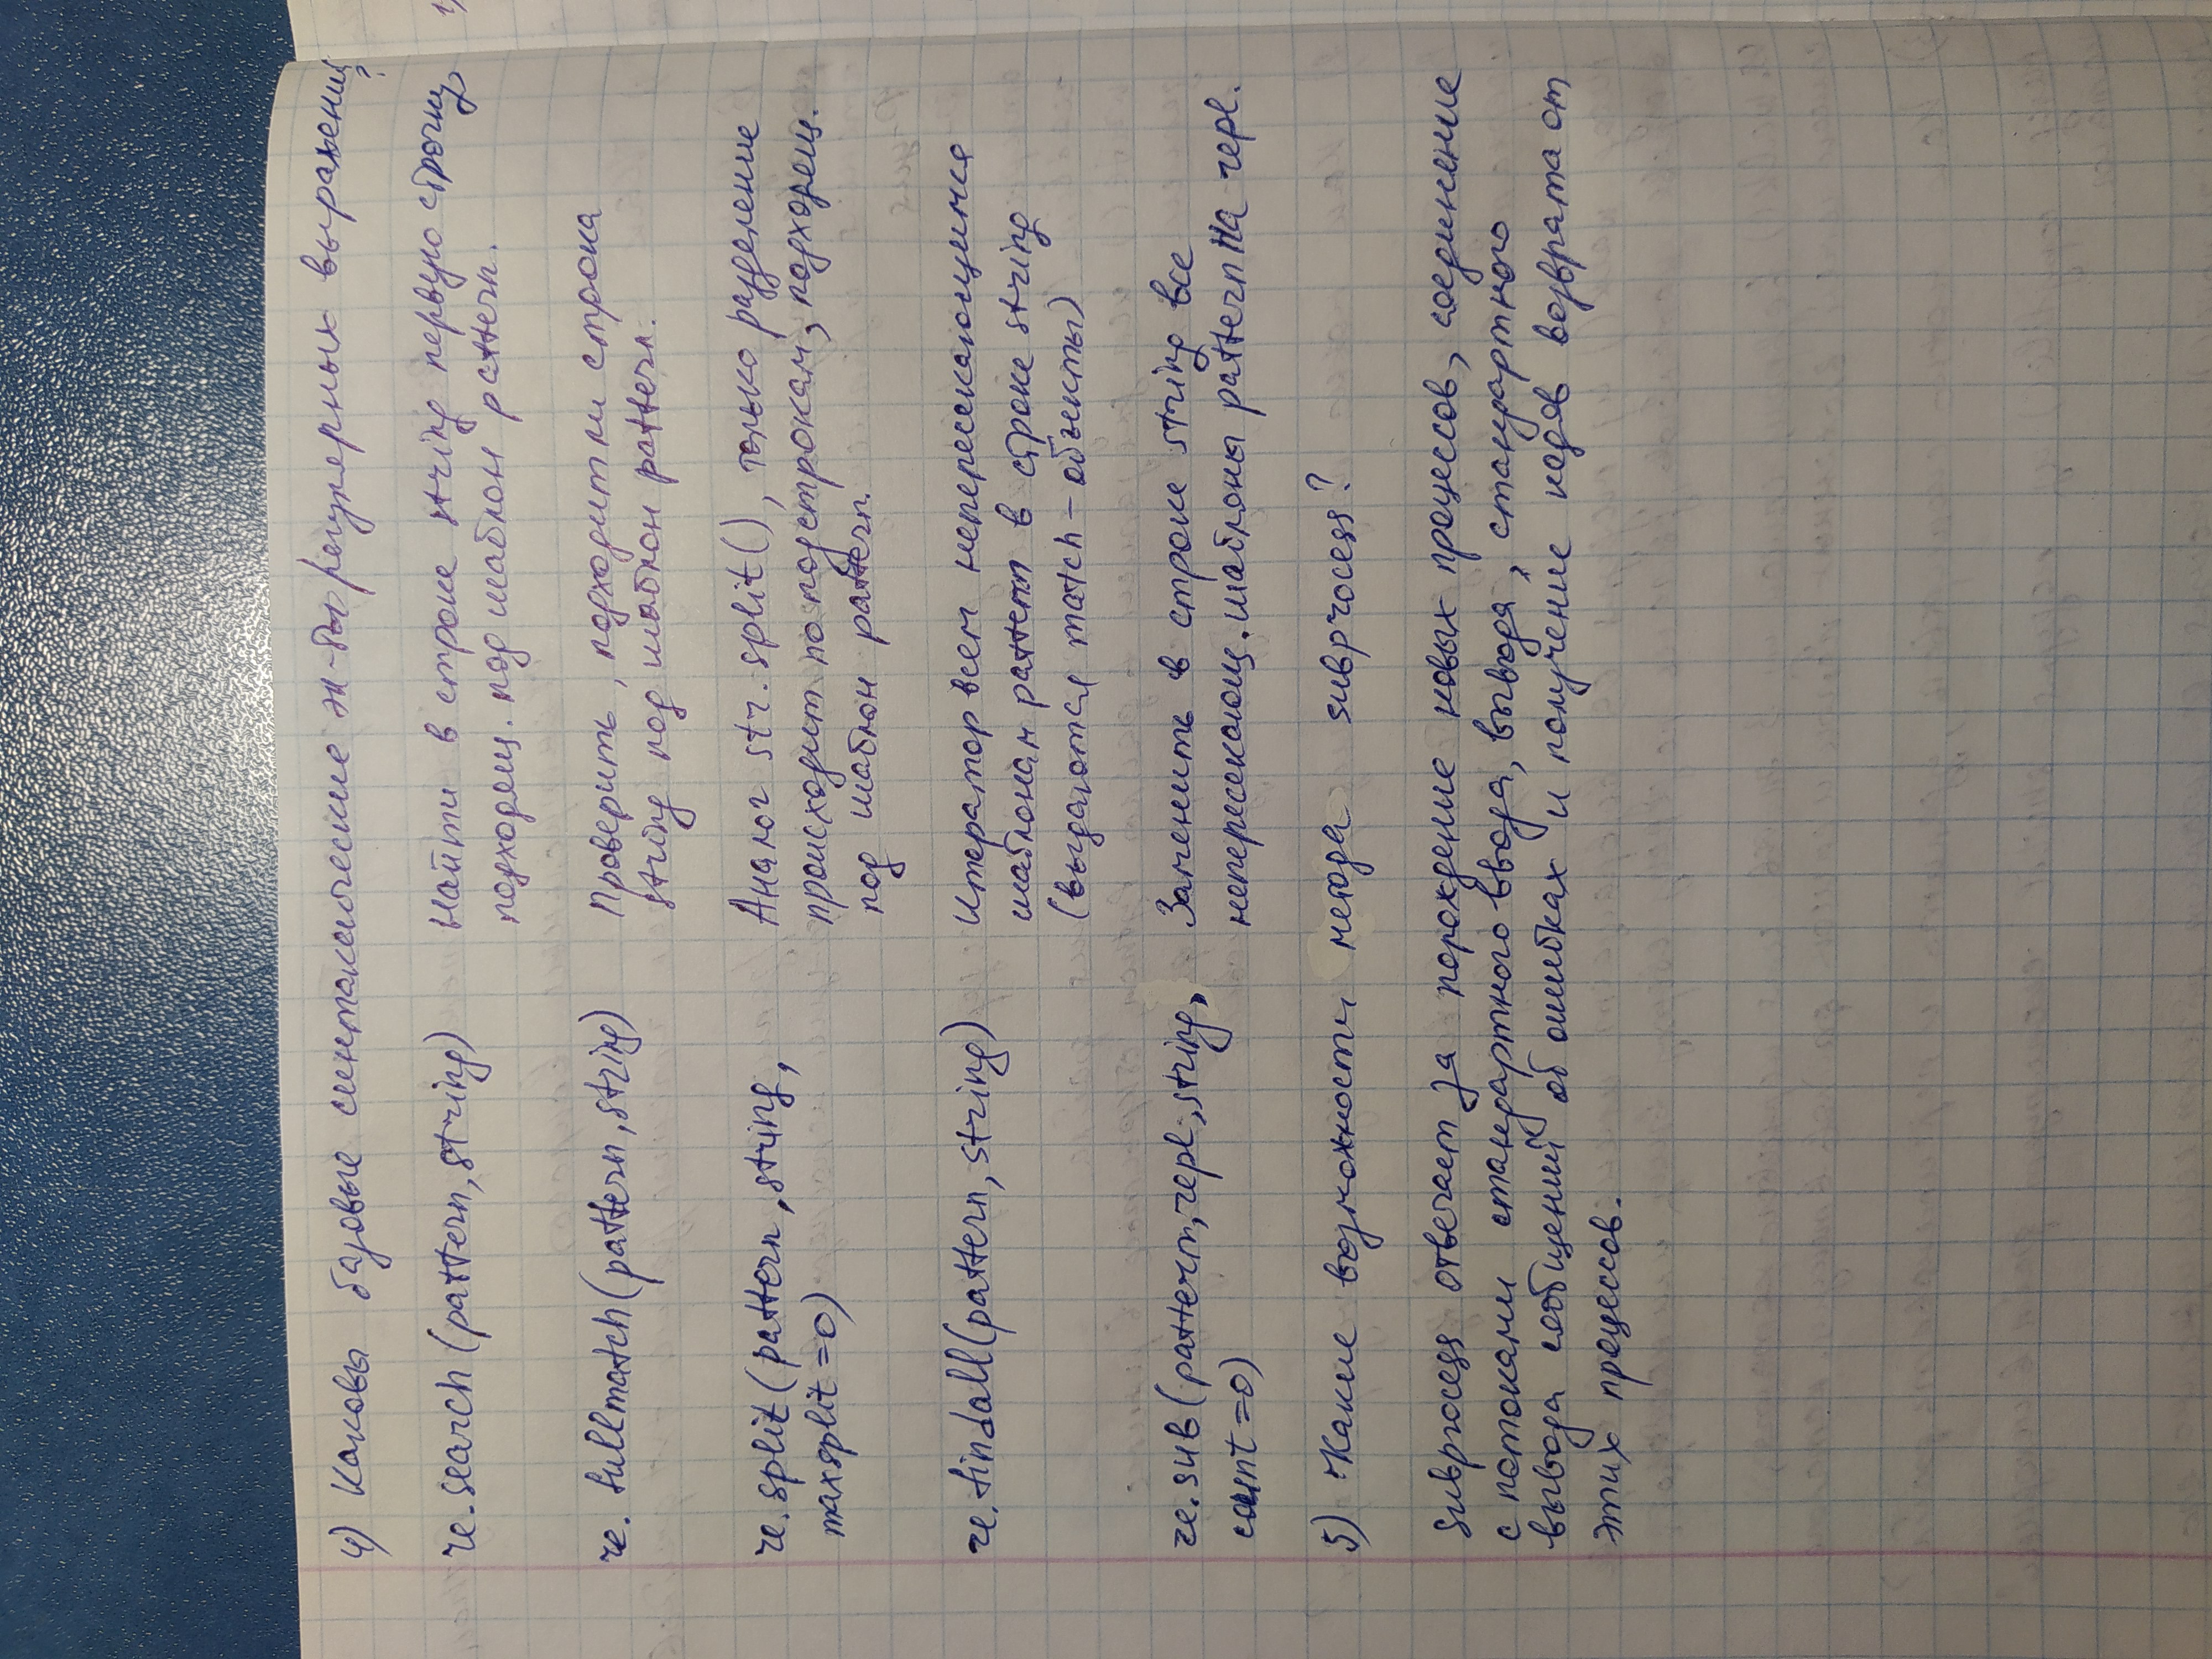 4) Каковы базовые синтаксические эл-ты регулярных выражений?
re.search(pattern, string) Найти в строке string первую строчку,
подходящ. под шаблон pattern.
re. fullmatch(pattern, string) Проверить, подходит ли строка
string под шаблон pattern.
re.split(pattern, string, Аналог str.split(), только разделение
maxsplit=0) происходит по подстрокам, подходящ.
под шаблон pattern.
re.findall(pattern, string) Итератор всем непересекающимся
шаблонам pattern в строке string
(выдаются match-объекты)
re.sub(pattern, repl, string, Заменить в строке string все
count=0) непересекающ. шаблоны pattern на repl.
5) Какие возможности метода subprocess?
Subprocess отвечает за порождение новых процессов, соединение
с потоками стандартного ввода, вывода, стандартного
вывода сообщений об ошибках и получение кодов возврата от
этих процессов.